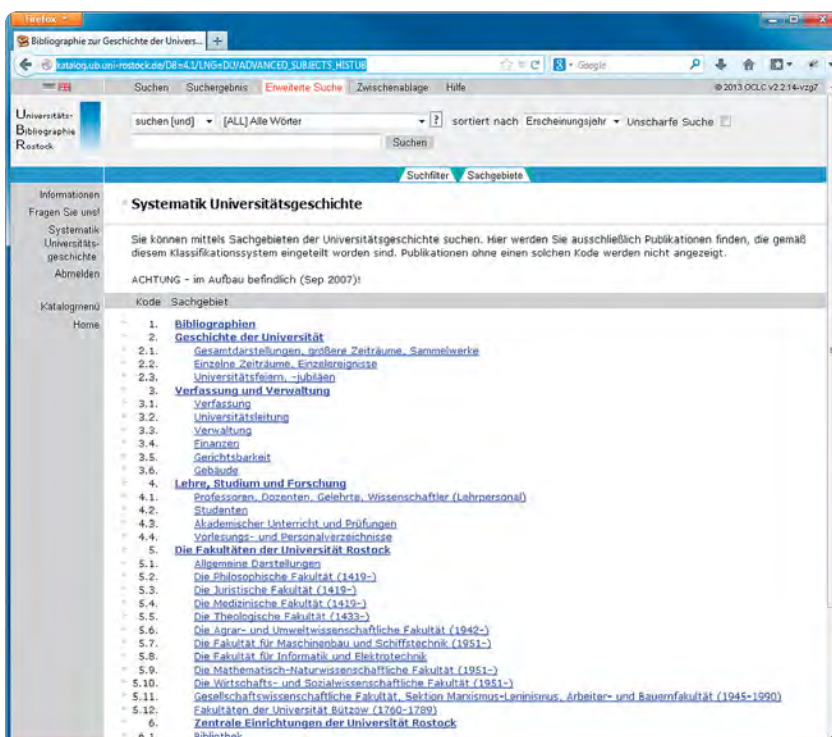 Firefox
Bibliographie zur Geschichte der Univers...
katalog.ub.uni-rostock.de/DB=4.1/LNG=DU/ADVANCED_SUBJECTS_HISTUB
Google
Suchen Suchergebnis Erweiterte Suche Zwischenablage Hilfe
© 2013 OCLC v2.2.14-vzg7
Universitäts-
Bibliographie
Rostock
suchen [und] [ALL] Alle Wörter ? sortiert nach Erscheinungsjahr Unscharfe Suche
Suchen
Suchfilter Sachgebiete
Informationen
Fragen Sie uns!
Systematik
Universitäts-
geschichte
Abmelden
Katalogmenü
Home
Systematik Universitätsgeschichte
Sie können mittels Sachgebieten der Universitätsgeschichte suchen. Hier werden Sie ausschließlich Publikationen finden, die gemäß
diesem Klassifikationssystem eingeteilt worden sind. Publikationen ohne einen solchen Kode werden nicht angezeigt.
ACHTUNG - im Aufbau befindlich (Sep 2007)!
Kode Sachgebiet
1. Bibliographien
2. Geschichte der Universität
2.1. Gesamtdarstellungen, größere Zeiträume, Sammelwerke
2.2. Einzelne Zeiträume, Einzelereignisse
2.3. Universitätsfeiern, -jubiläen
3. Verfassung und Verwaltung
3.1. Verfassung
3.2. Universitätsleitung
3.3. Verwaltung
3.4. Finanzen
3.5. Gerichtsbarkeit
3.6. Gebäude
4. Lehre, Studium und Forschung
4.1. Professoren, Dozenten, Gelehrte, Wissenschaftler (Lehrpersonal)
4.2. Studenten
4.3. Akademischer Unterricht und Prüfungen
4.4. Vorlesungs- und Personalverzeichnisse
5. Die Fakultäten der Universität Rostock
5.1. Allgemeine Darstellungen
5.2. Die Philosophische Fakultät (1419-)
5.3. Die Juristische Fakultät (1419-)
5.4. Die Medizinische Fakultät (1419-)
5.5. Die Theologische Fakultät (1433-)
5.6. Die Agrar- und Umweltwissenschaftliche Fakultät (1942-)
5.7. Die Fakultät für Maschinenbau und Schiffstechnik (1951-)
5.8. Die Fakultät für Informatik und Elektrotechnik
5.9. Die Mathematisch-Naturwissenschaftliche Fakultät (1951-)
5.10. Die Wirtschafts- und Sozialwissenschaftliche Fakultät (1951-)
5.11. Gesellschaftswissenschaftliche Fakultät, Sektion Marxismus-Leninismus, Arbeiter- und Bauernfakultät (1945-1990)
5.12. Fakultäten der Universität Bützow (1760-1789)
6. Zentrale Einrichtungen der Universität Rostock
6.1. Bibliothek